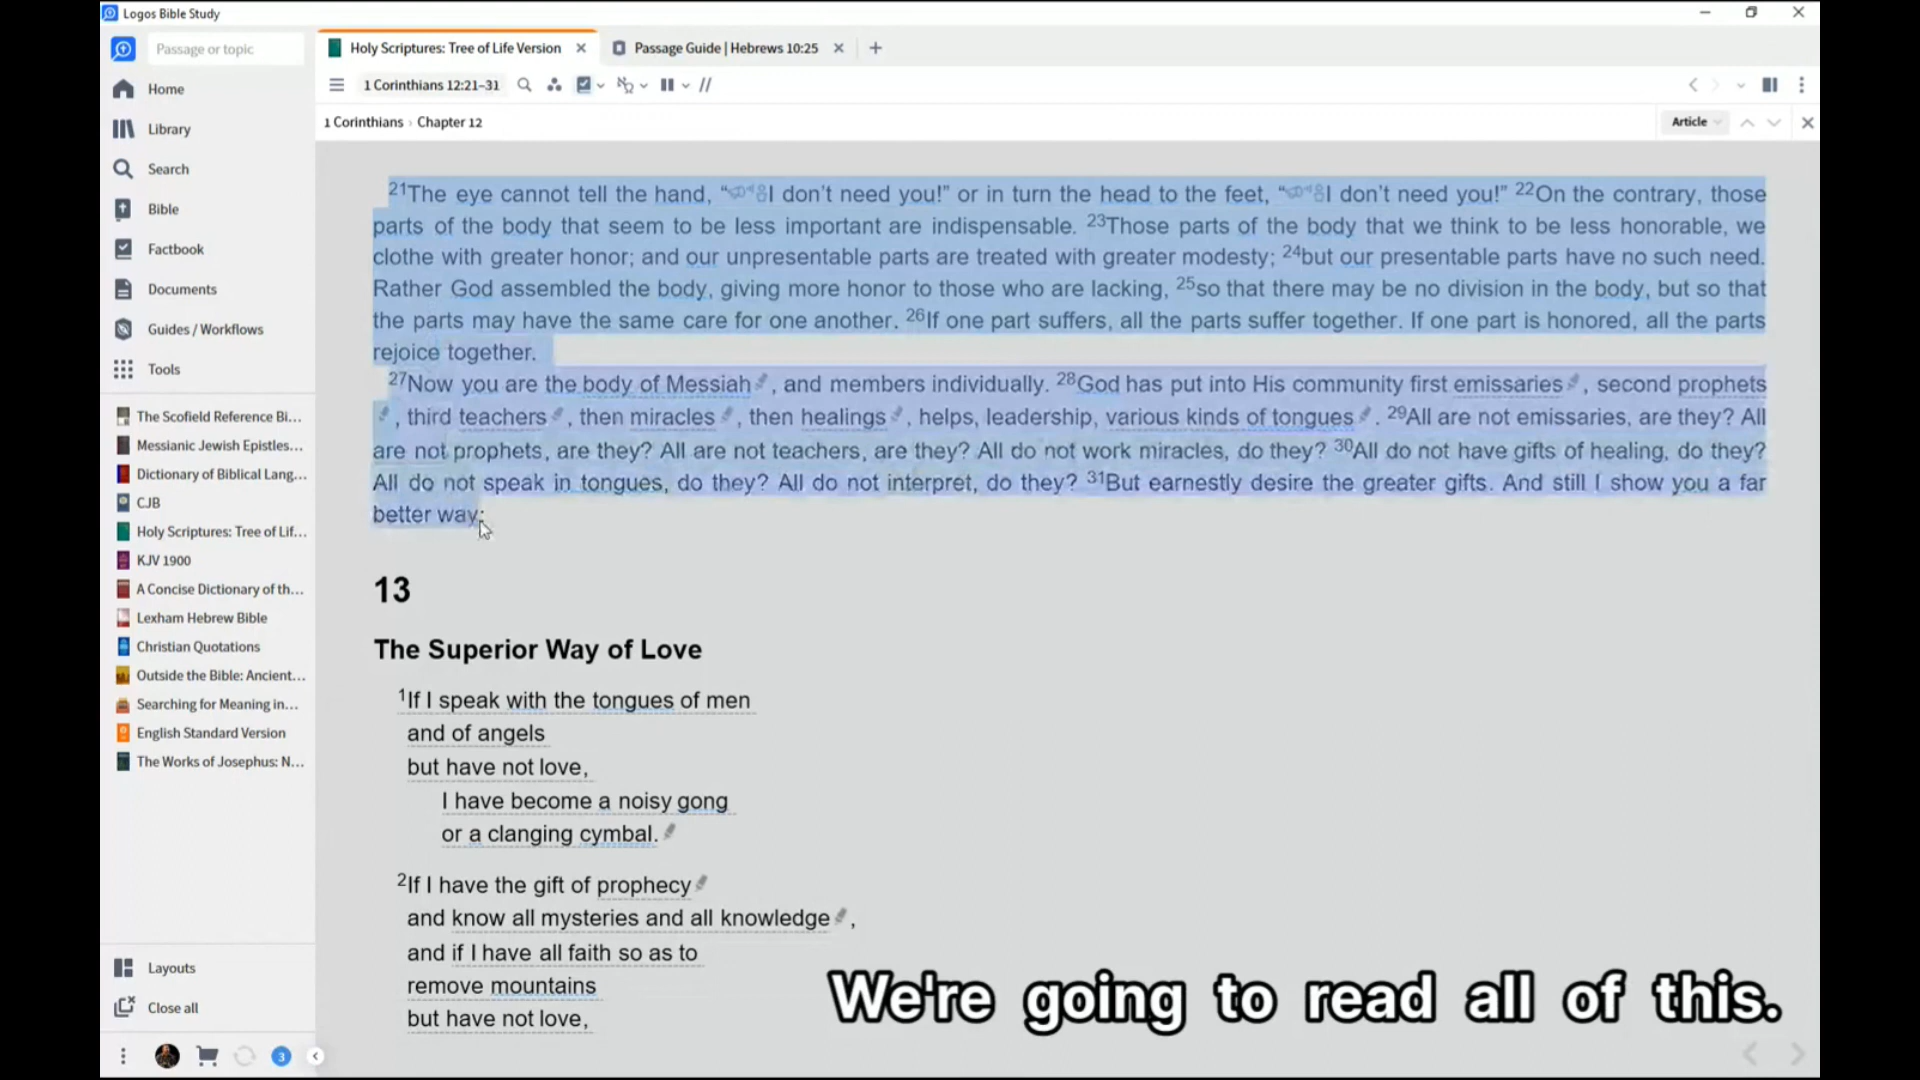 Logos Bible Study
Passage or topic
Holy Scriptures: Tree of Life Version
Passage Guide | Hebrews 10:25
Home
Library
Search
Bible
Factbook
Documents
Guides / Workflows
Tools
The Scofield Reference Bi...
Messianic Jewish Epistles...
Dictionary of Biblical Lang...
CJB
Holy Scriptures: Tree of Lif...
KJV 1900
A Concise Dictionary of th...
Lexham Hebrew Bible
Christian Quotations
Outside the Bible: Ancient...
Searching for Meaning in...
English Standard Version
The Works of Josephus: N...
Layouts
Close all
3
1 Corinthians 12:21–31
1 Corinthians › Chapter 12
Article
21The eye cannot tell the hand, “I don’t need you!” or in turn the head to the feet, “I don’t need you!” 22On the contrary, those
parts of the body that seem to be less important are indispensable. 23Those parts of the body that we think to be less honorable, we
clothe with greater honor; and our unpresentable parts are treated with greater modesty; 24but our presentable parts have no such need.
Rather God assembled the body, giving more honor to those who are lacking, 25so that there may be no division in the body, but so that
the parts may have the same care for one another. 26If one part suffers, all the parts suffer together. If one part is honored, all the parts
rejoice together.
27Now you are the body of Messiah, and members individually. 28God has put into His community first emissaries, second prophets
, third teachers, then miracles, then healings, helps, leadership, various kinds of tongues. 29All are not emissaries, are they? All
are not prophets, are they? All are not teachers, are they? All do not work miracles, do they? 30All do not have gifts of healing, do they?
All do not speak in tongues, do they? All do not interpret, do they? 31But earnestly desire the greater gifts. And still I show you a far
better way:
13
The Superior Way of Love
1If I speak with the tongues of men
and of angels
but have not love,
I have become a noisy gong
or a clanging cymbal.
2If I have the gift of prophecy
and know all mysteries and all knowledge,
and if I have all faith so as to
remove mountains
but have not love,
We're going to read all of this.